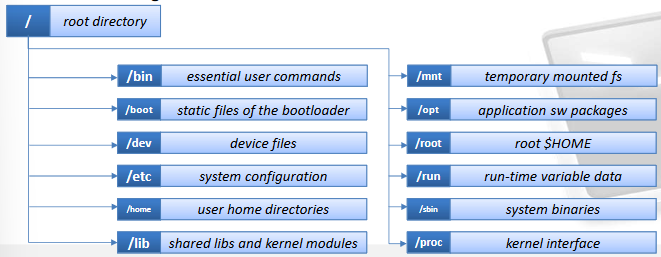 / root directory
/bin essential user commands
/boot static files of the bootloader
/dev device files
/etc system configuration
/home user home directories
/lib shared libs and kernel modules
/mnt temporary mounted fs
/opt application sw packages
/root root $HOME
/run run-time variable data
/sbin system binaries
/proc kernel interface